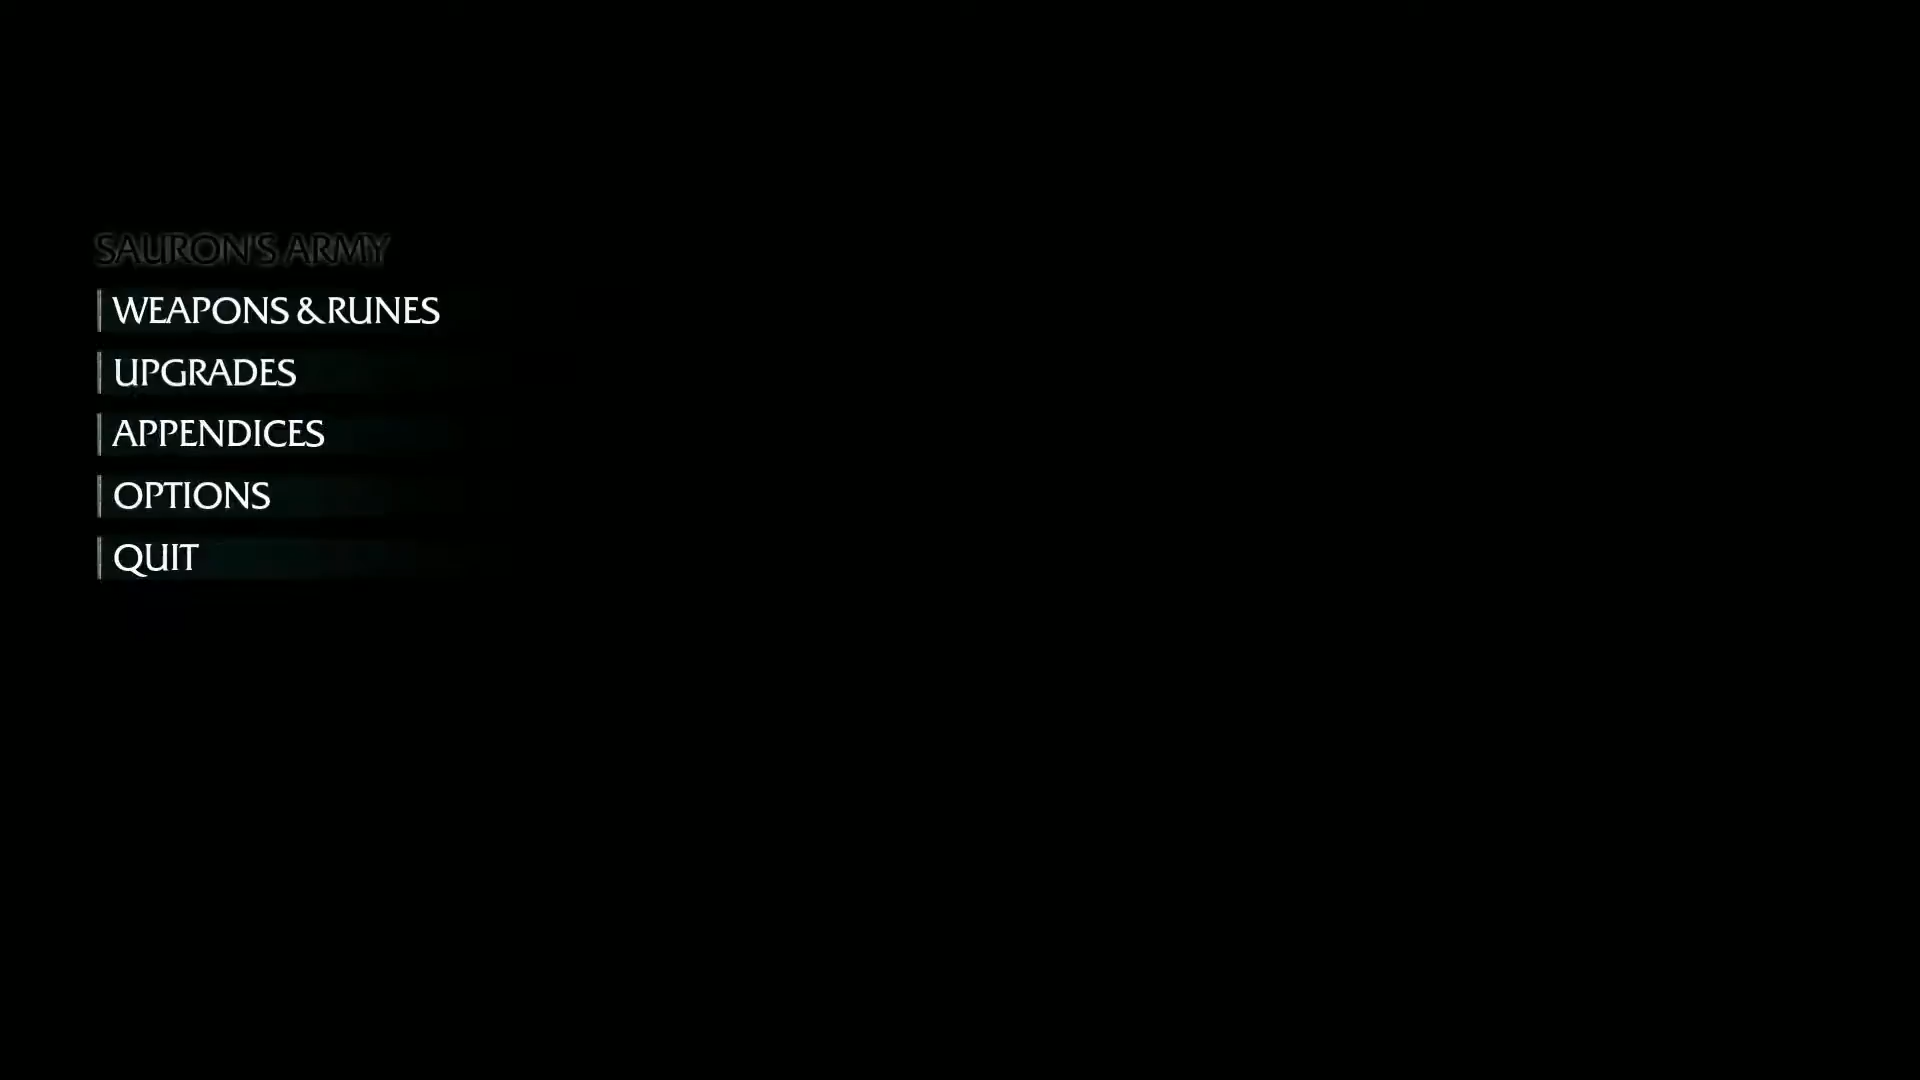 SAURON'S ARMY
WEAPONS & RUNES
UPGRADES
APPENDICES
OPTIONS
QUIT